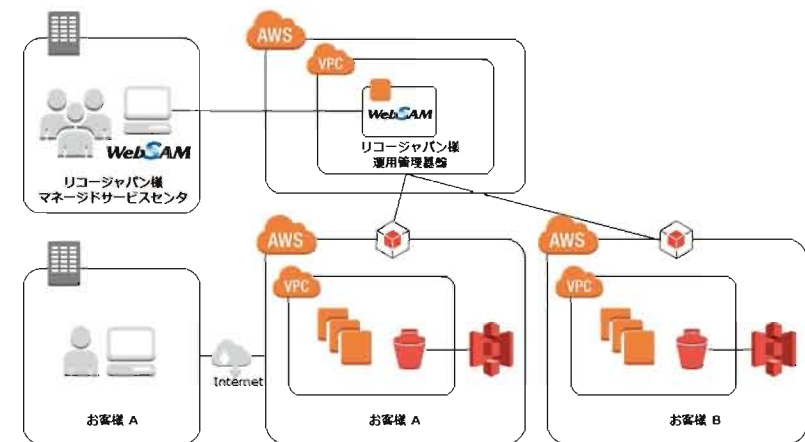 AWS
VPC
WebSAM
リコージャパン様
運用管理基盤
WebSAM
リコージャパン様
マネージドサービスセンタ
AWS
VPC
AWS
VPC
Internet
お客様 A
お客様 A
お客様 B